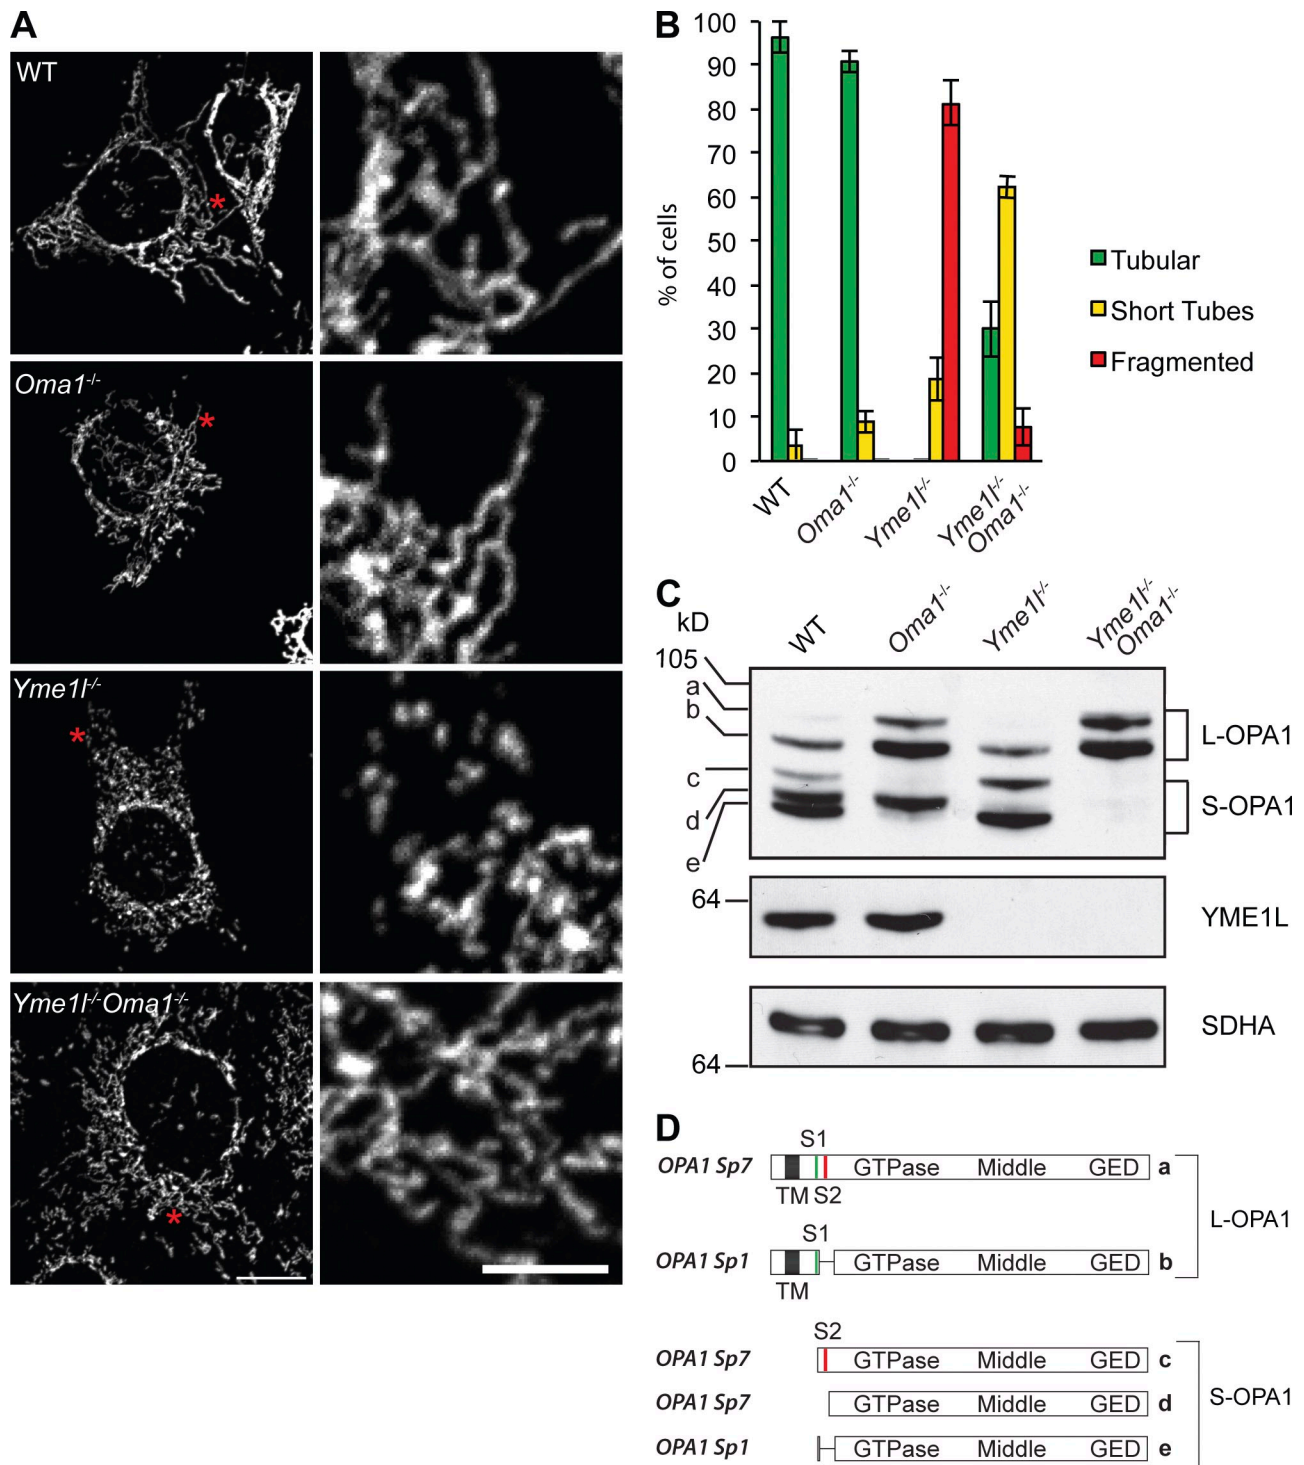 A
WT
*
Oma1-/-
*
Yme1l-/-
*
Yme1l-/-Oma1-/-
*
B
100
90
80
70
60
50
40
30
20
10
0
% of cells
WT
Oma1-/-
Yme1l-/-
Yme1l-/-
Oma1-/-
Tubular
Short Tubes
Fragmented
C
kD
WT
Oma1-/-
Yme1l-/-
Yme1l-/-
Oma1-/-
105
a
b
c
d
e
L-OPA1
S-OPA1
64
YME1L
SDHA
64
D
S1
OPA1 Sp7 GTPase Middle GED a
TM S2
S1
OPA1 Sp1 GTPase Middle GED b
TM
L-OPA1
S2
OPA1 Sp7 GTPase Middle GED c
OPA1 Sp7 GTPase Middle GED d
OPA1 Sp1 GTPase Middle GED e
S-OPA1